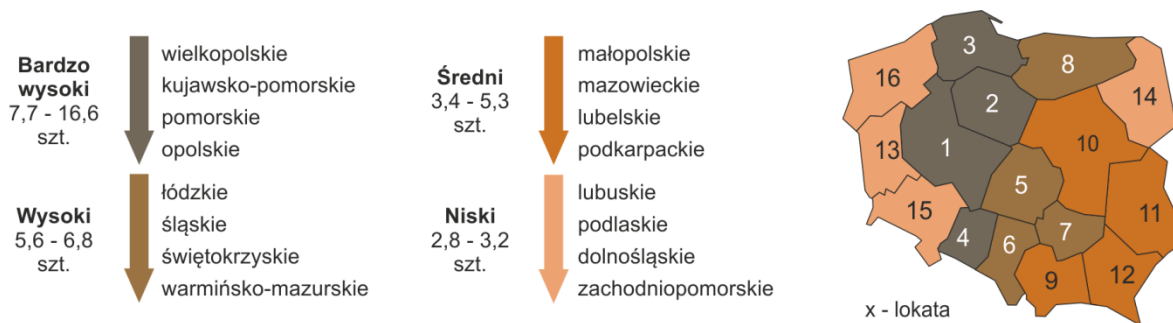 Bardzo
wysoki
7,7 - 16,6
szt.
wielkopolskie
kujawsko-pomorskie
pomorskie
opolskie
Wysoki
5,6 - 6,8
szt.
łódzkie
śląskie
świętokrzyskie
warmińsko-mazurskie
Średni
3,4 - 5,3
szt.
małopolskie
mazowieckie
lubelskie
podkarpackie
Niski
2,8 - 3,2
szt.
lubuskie
podlaskie
dolnośląskie
zachodniopomorskie
3
8
16
14
2
10
1
13
5
15
11
7
4
6
12
9
x - lokata